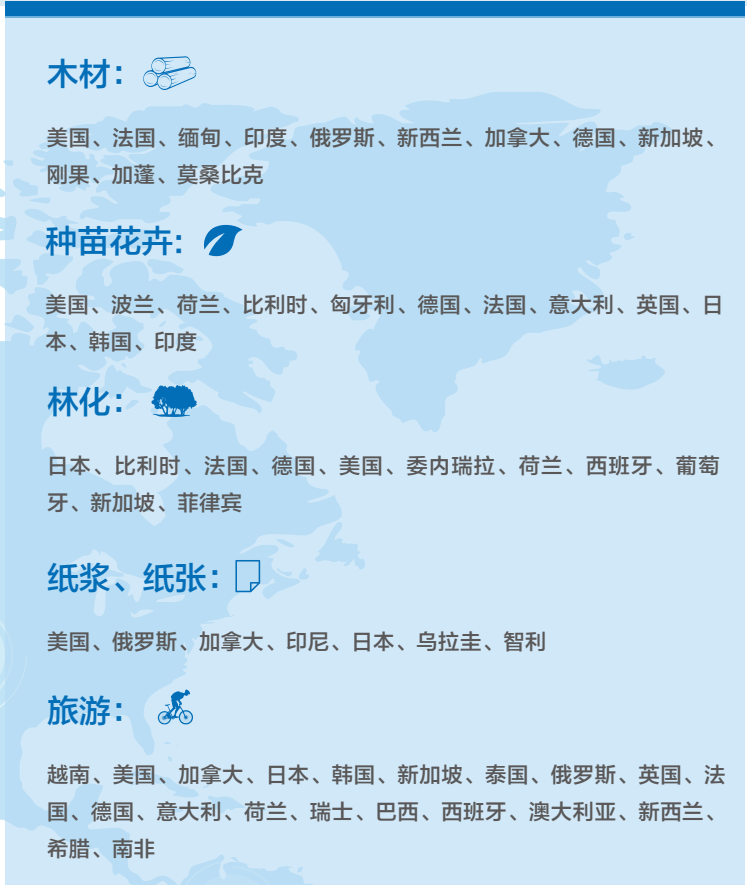 木材：
美国、法国、缅甸、印度、俄罗斯、新西兰、加拿大、德国、新加坡、
刚果、加蓬、莫桑比克
种苗花卉:
美国、波兰、荷兰、比利时、匈牙利、德国、法国、意大利、英国、日
本、韩国、印度
林化：
日本、比利时、法国、德国、美国、委内瑞拉、荷兰、西班牙、葡萄
牙、新加坡、菲律宾
纸浆、纸张：
美国、俄罗斯、加拿大、印尼、日本、乌拉圭、智利
旅游：
越南、美国、加拿大、日本、韩国、新加坡、泰国、俄罗斯、英国、法
国、德国、意大利、荷兰、瑞士、巴西、西班牙、澳大利亚、新西兰、
希腊、南非